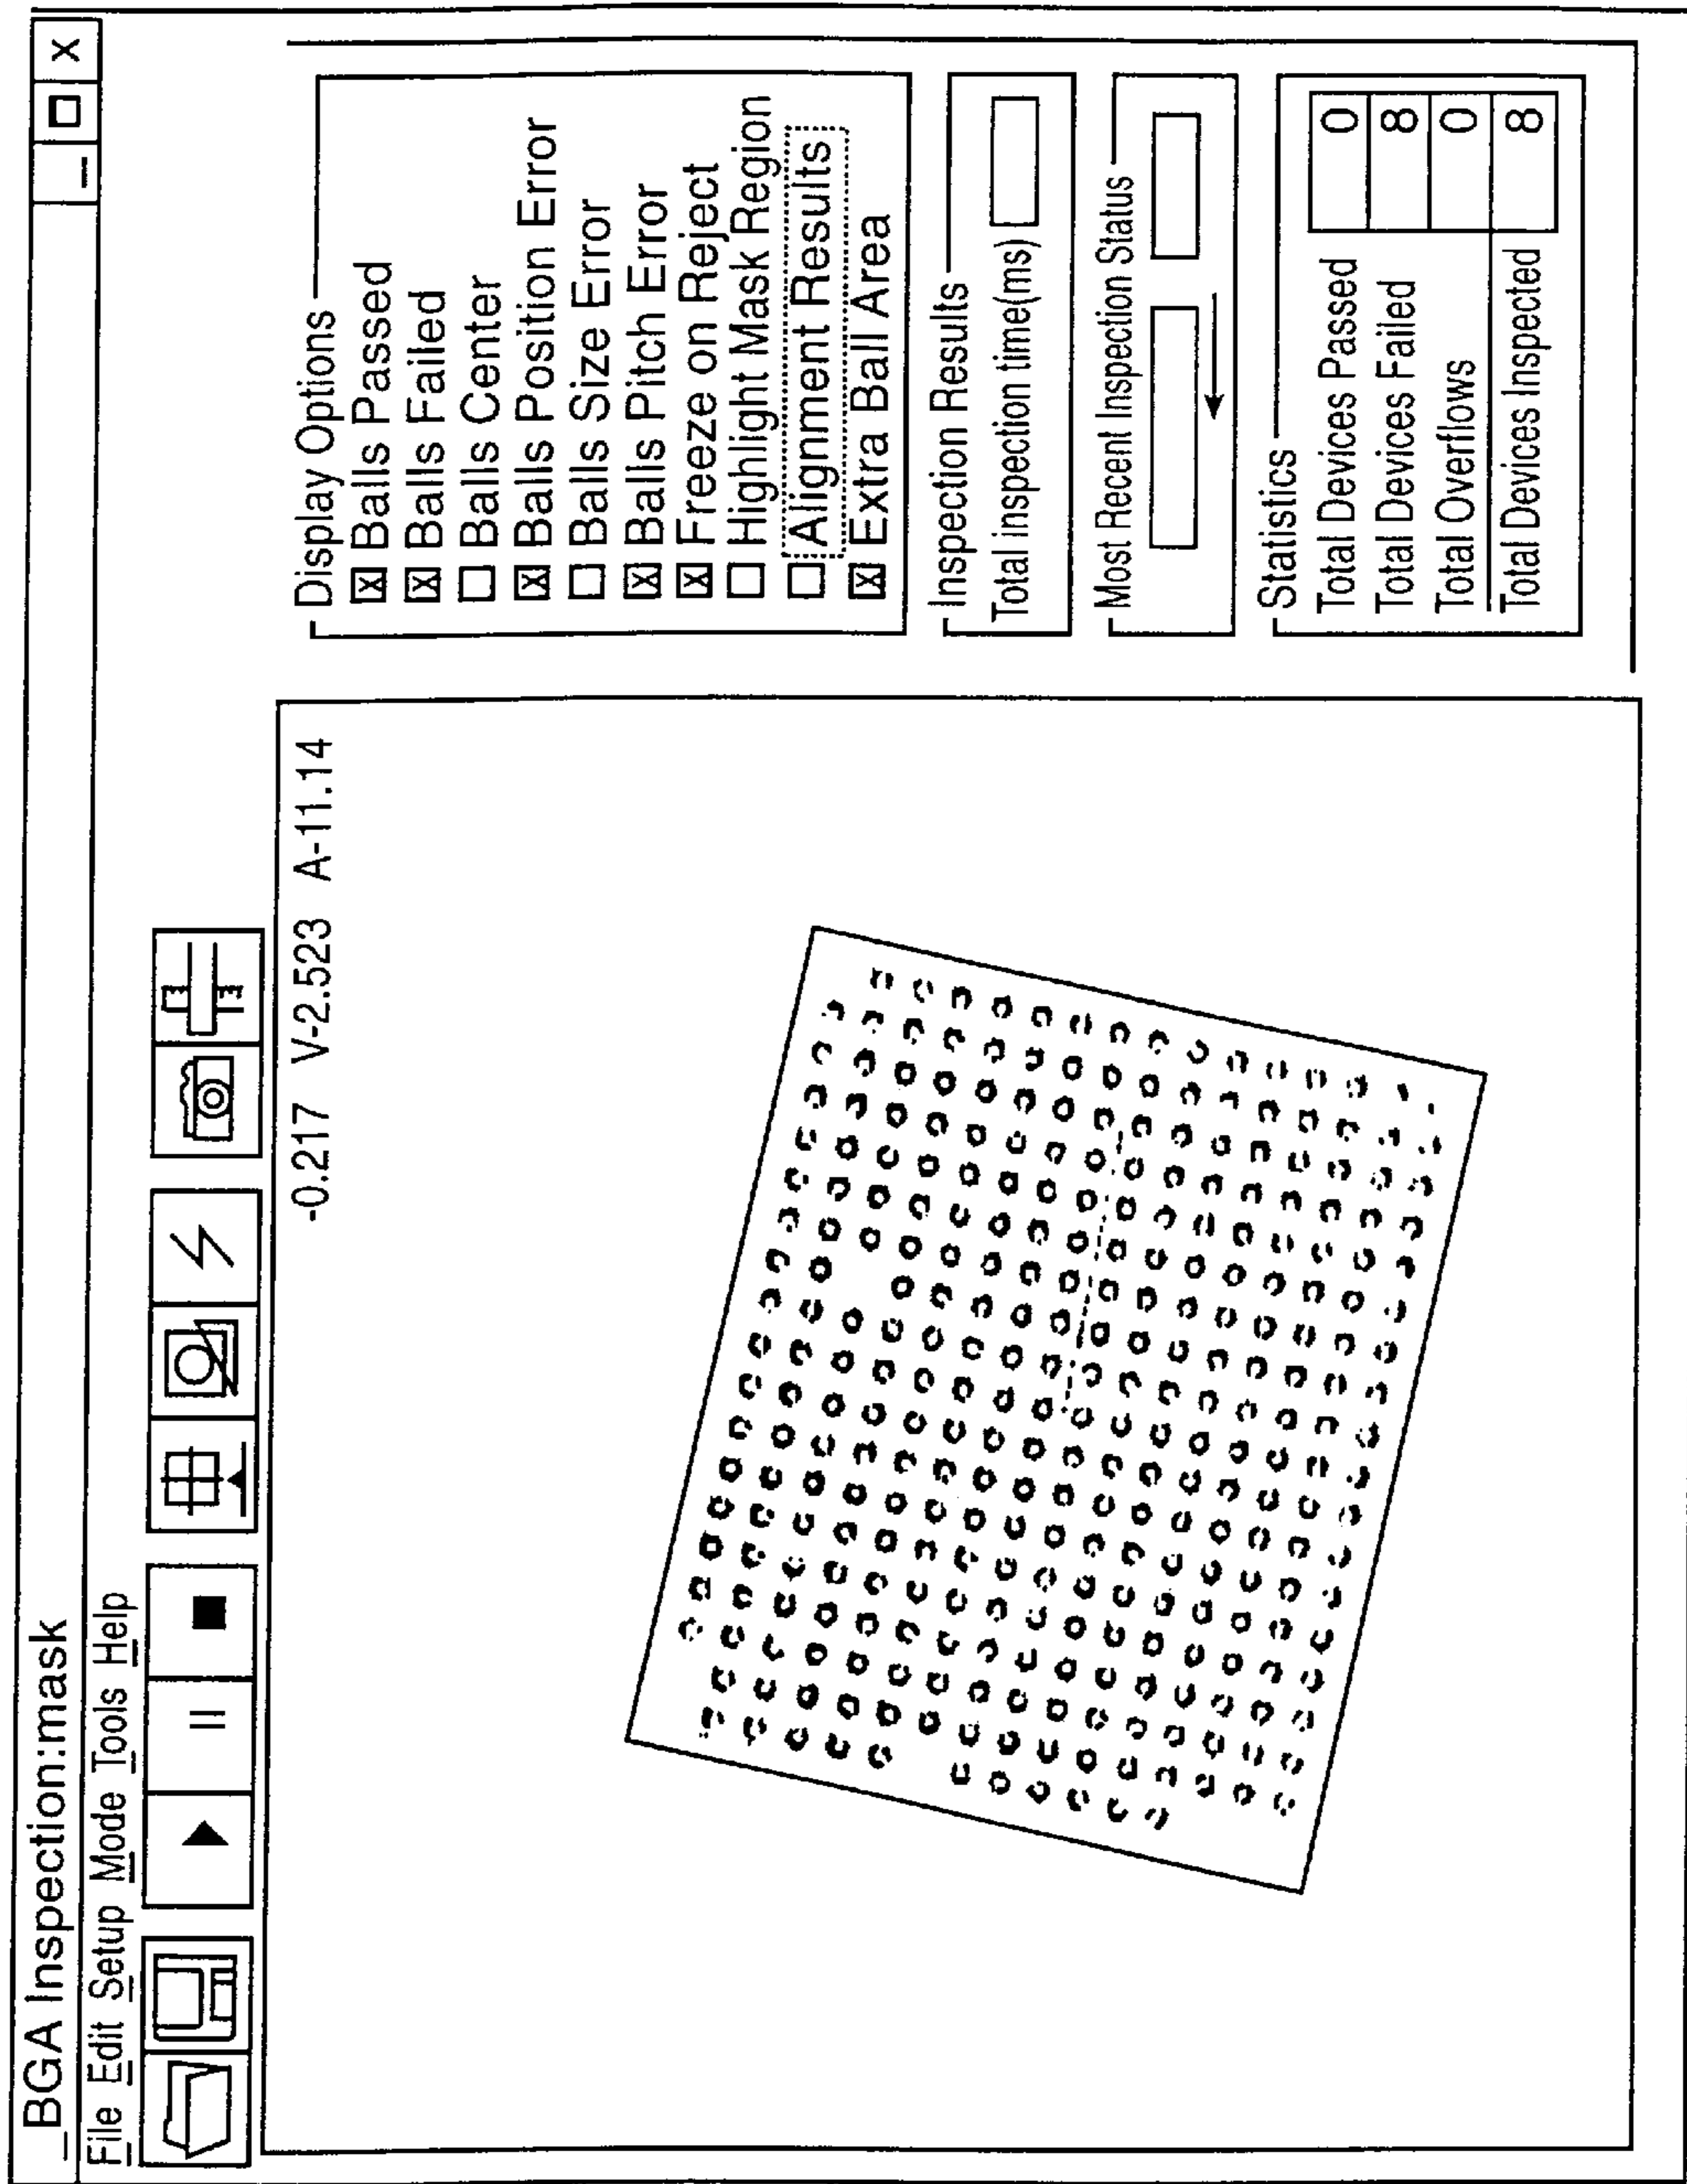 _BGA Inspection:mask
_ X
File Edit Setup Mode Tools Help
-0.217 V-2.523 A-11.14
Display Options
Balls Passed
Balls Failed
Balls Center
Balls Position Error
Balls Size Error
Balls Pitch Error
Freeze on Reject
Highlight Mask Region
Alignment Results
Extra Ball Area
Inspection Results
Total inspection time(ms)
Most Recent Inspection Status
Statistics
Total Devices Passed 0
Total Devices Failed 8
Total Overflows 0
Total Devices Inspected 8